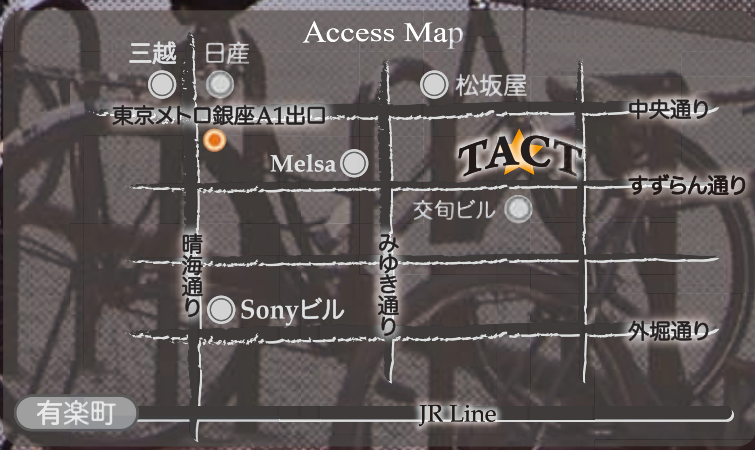 Access Map
三越
日産
松坂屋
中央通り
東京メトロ銀座A1出口
Melsa
TACT
すずらん通り
交旬ビル
晴海通り
みゆき通り
Sonyビル
外堀通り
有楽町
JR Line